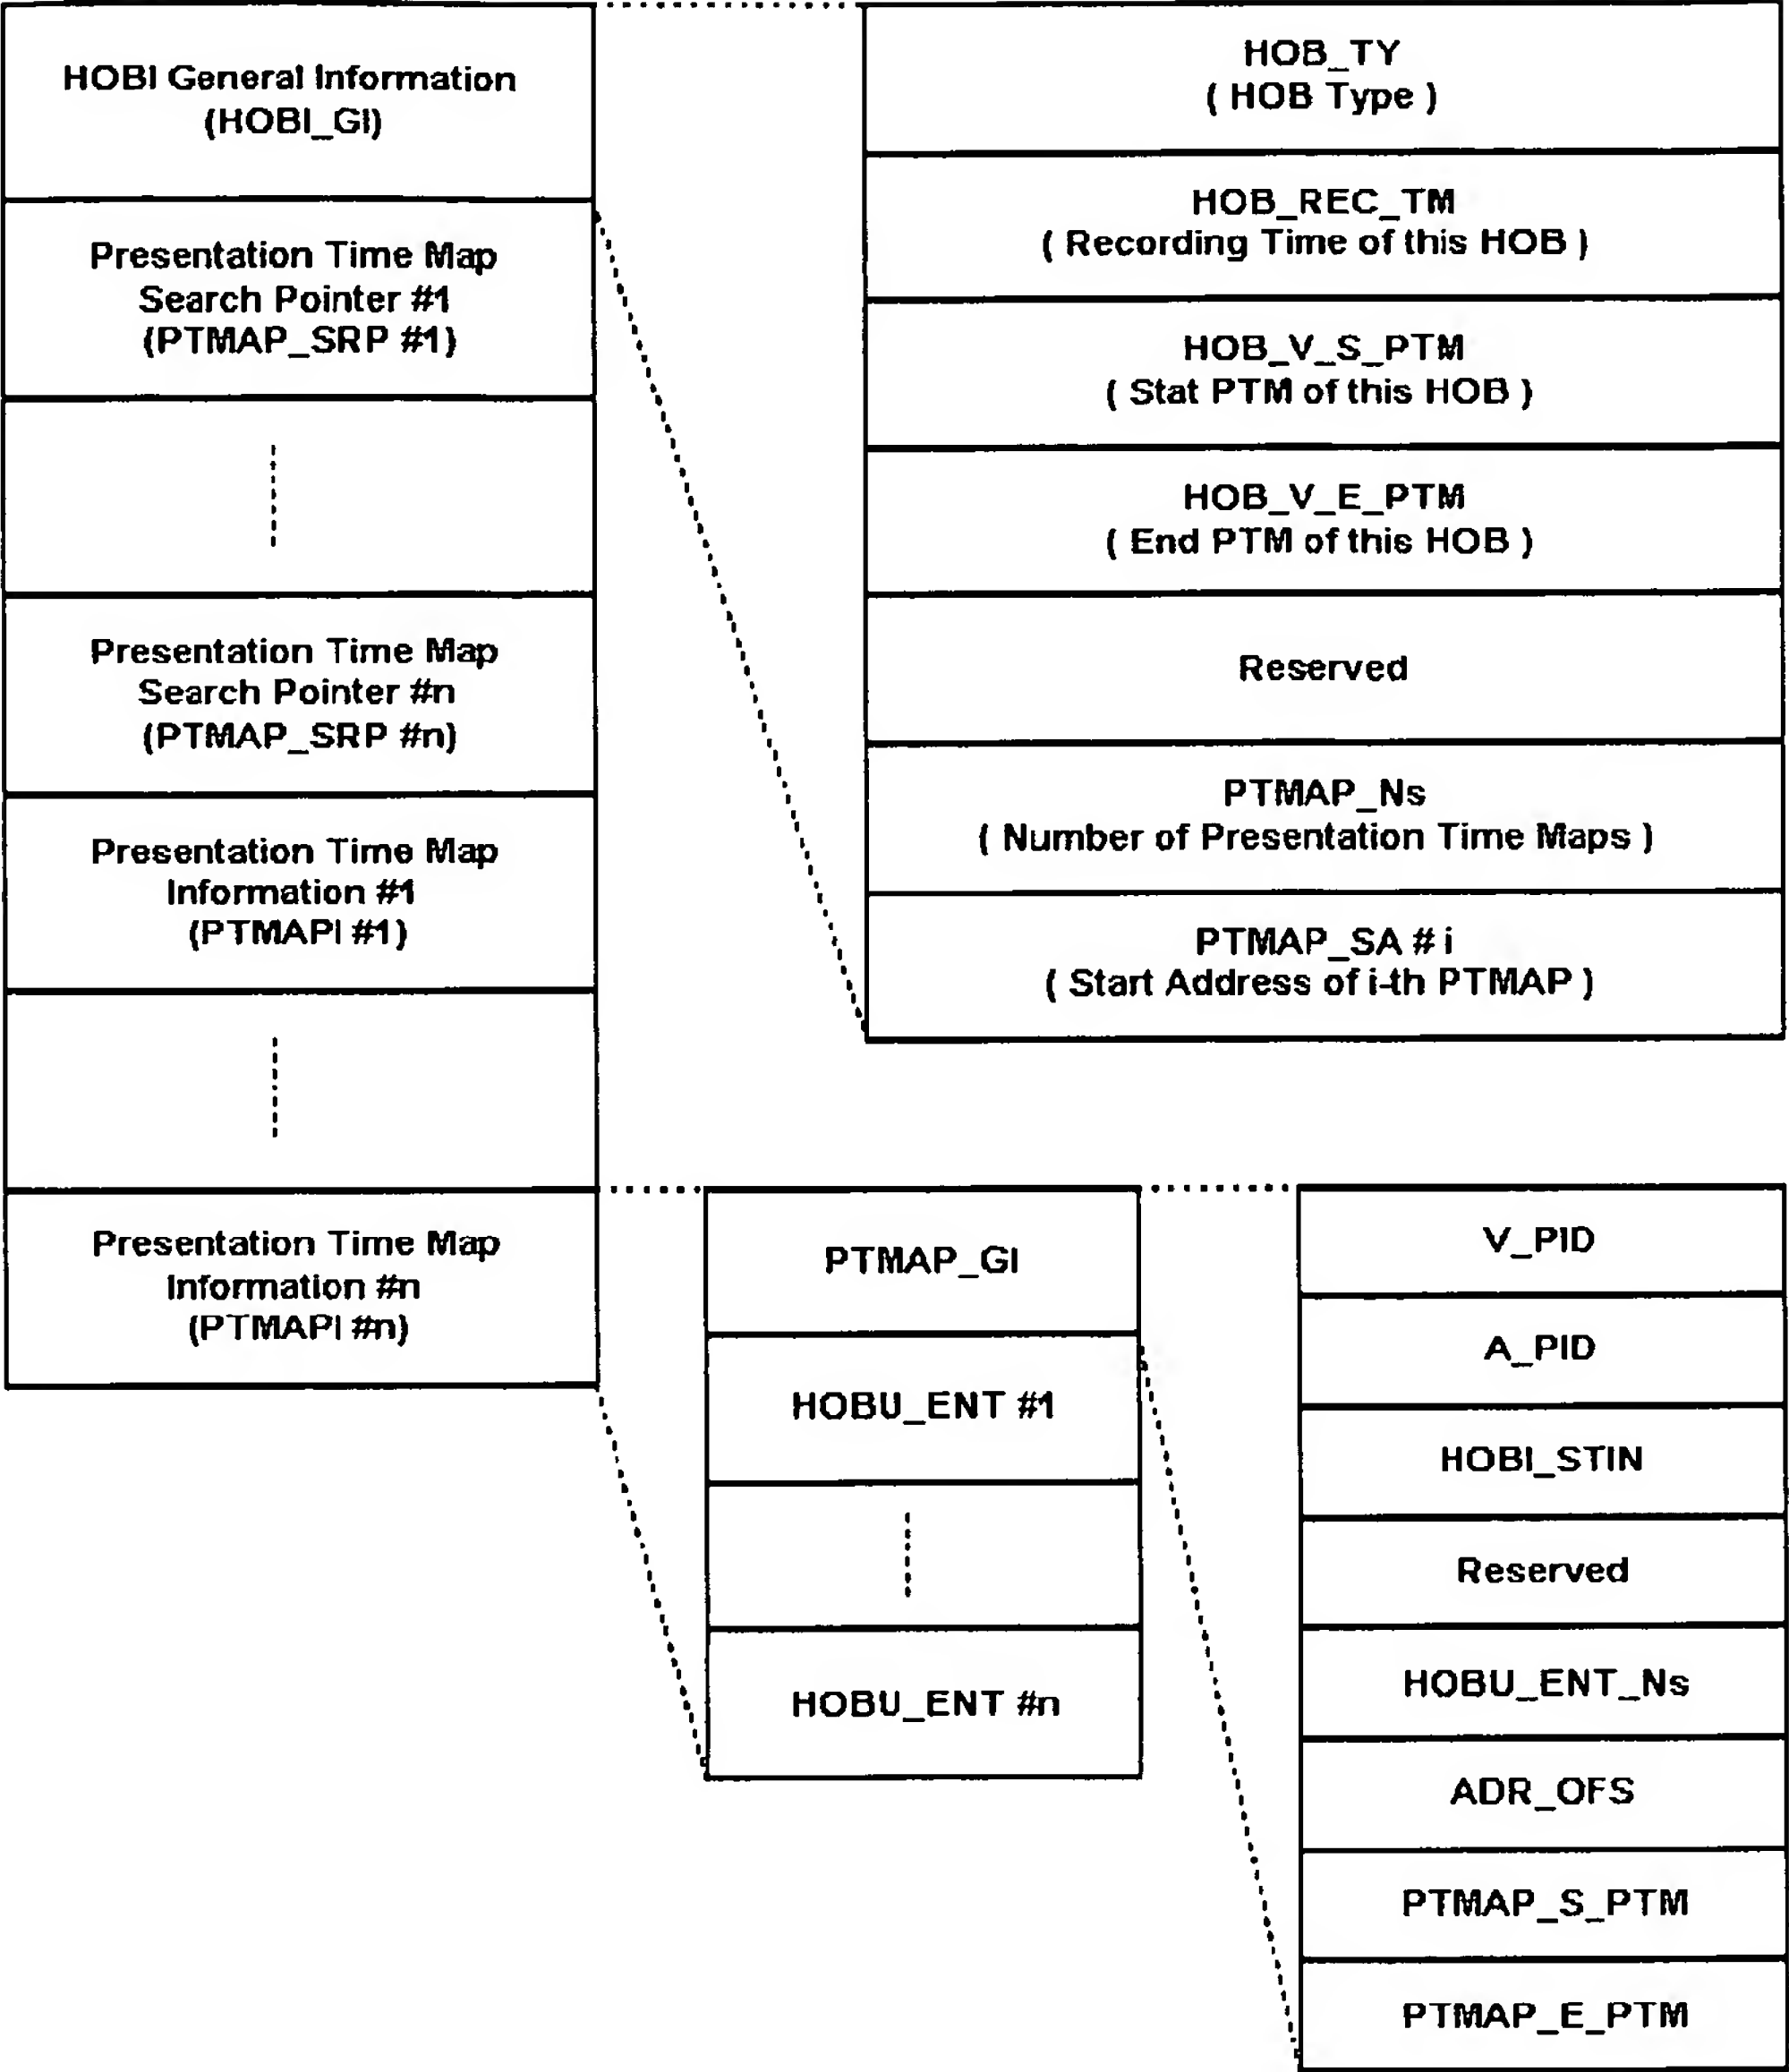 HOBI General Information
(HOBI_GI)
Presentation Time Map
Search Pointer #1
(PTMAP_SRP #1)
Presentation Time Map
Search Pointer #n
(PTMAP_SRP #n)
Presentation Time Map
Information #1
(PTMAPI #1)
Presentation Time Map
Information #n
(PTMAPI #n)
HOB_TY
( HOB Type )
HOB_REC_TM
( Recording Time of this HOB )
HOB_V_S_PTM
( Stat PTM of this HOB )
HOB_V_E_PTM
( End PTM of this HOB )
Reserved
PTMAP_Ns
( Number of Presentation Time Maps )
PTMAP_SA # i
( Start Address of i-th PTMAP )
PTMAP_GI
HOBU_ENT #1
HOBU_ENT #n
V_PID
A_PID
HOBI_STIN
Reserved
HOBU_ENT_Ns
ADR_OFS
PTMAP_S_PTM
PTMAP_E_PTM